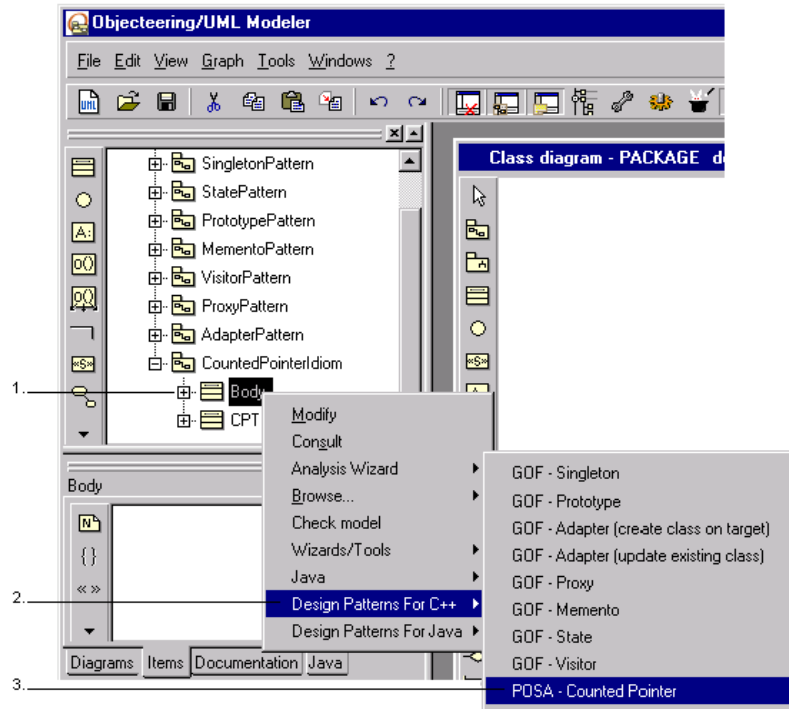 Objecteering/UML Modeler
File Edit View Graph Tools Windows ?
UML
SingletonPattern
StatePattern
PrototypePattern
MementoPattern
VisitorPattern
ProxyPattern
AdapterPattern
CountedPointerIdiom
1.
Body
CPT
A:
o()
o()
«S»
Class diagram - PACKAGE
«S»
Modify
Consult
Analysis Wizard
Browse...
Check model
Wizards/Tools
Java
2.
Design Patterns For C++
Design Patterns For Java
GOF - Singleton
GOF - Prototype
GOF - Adapter (create class on target)
GOF - Adapter (update existing class)
GOF - Proxy
GOF - Memento
GOF - State
GOF - Visitor
3.
POSA - Counted Pointer
Body
N
{}
« »
Diagrams Items Documentation Java